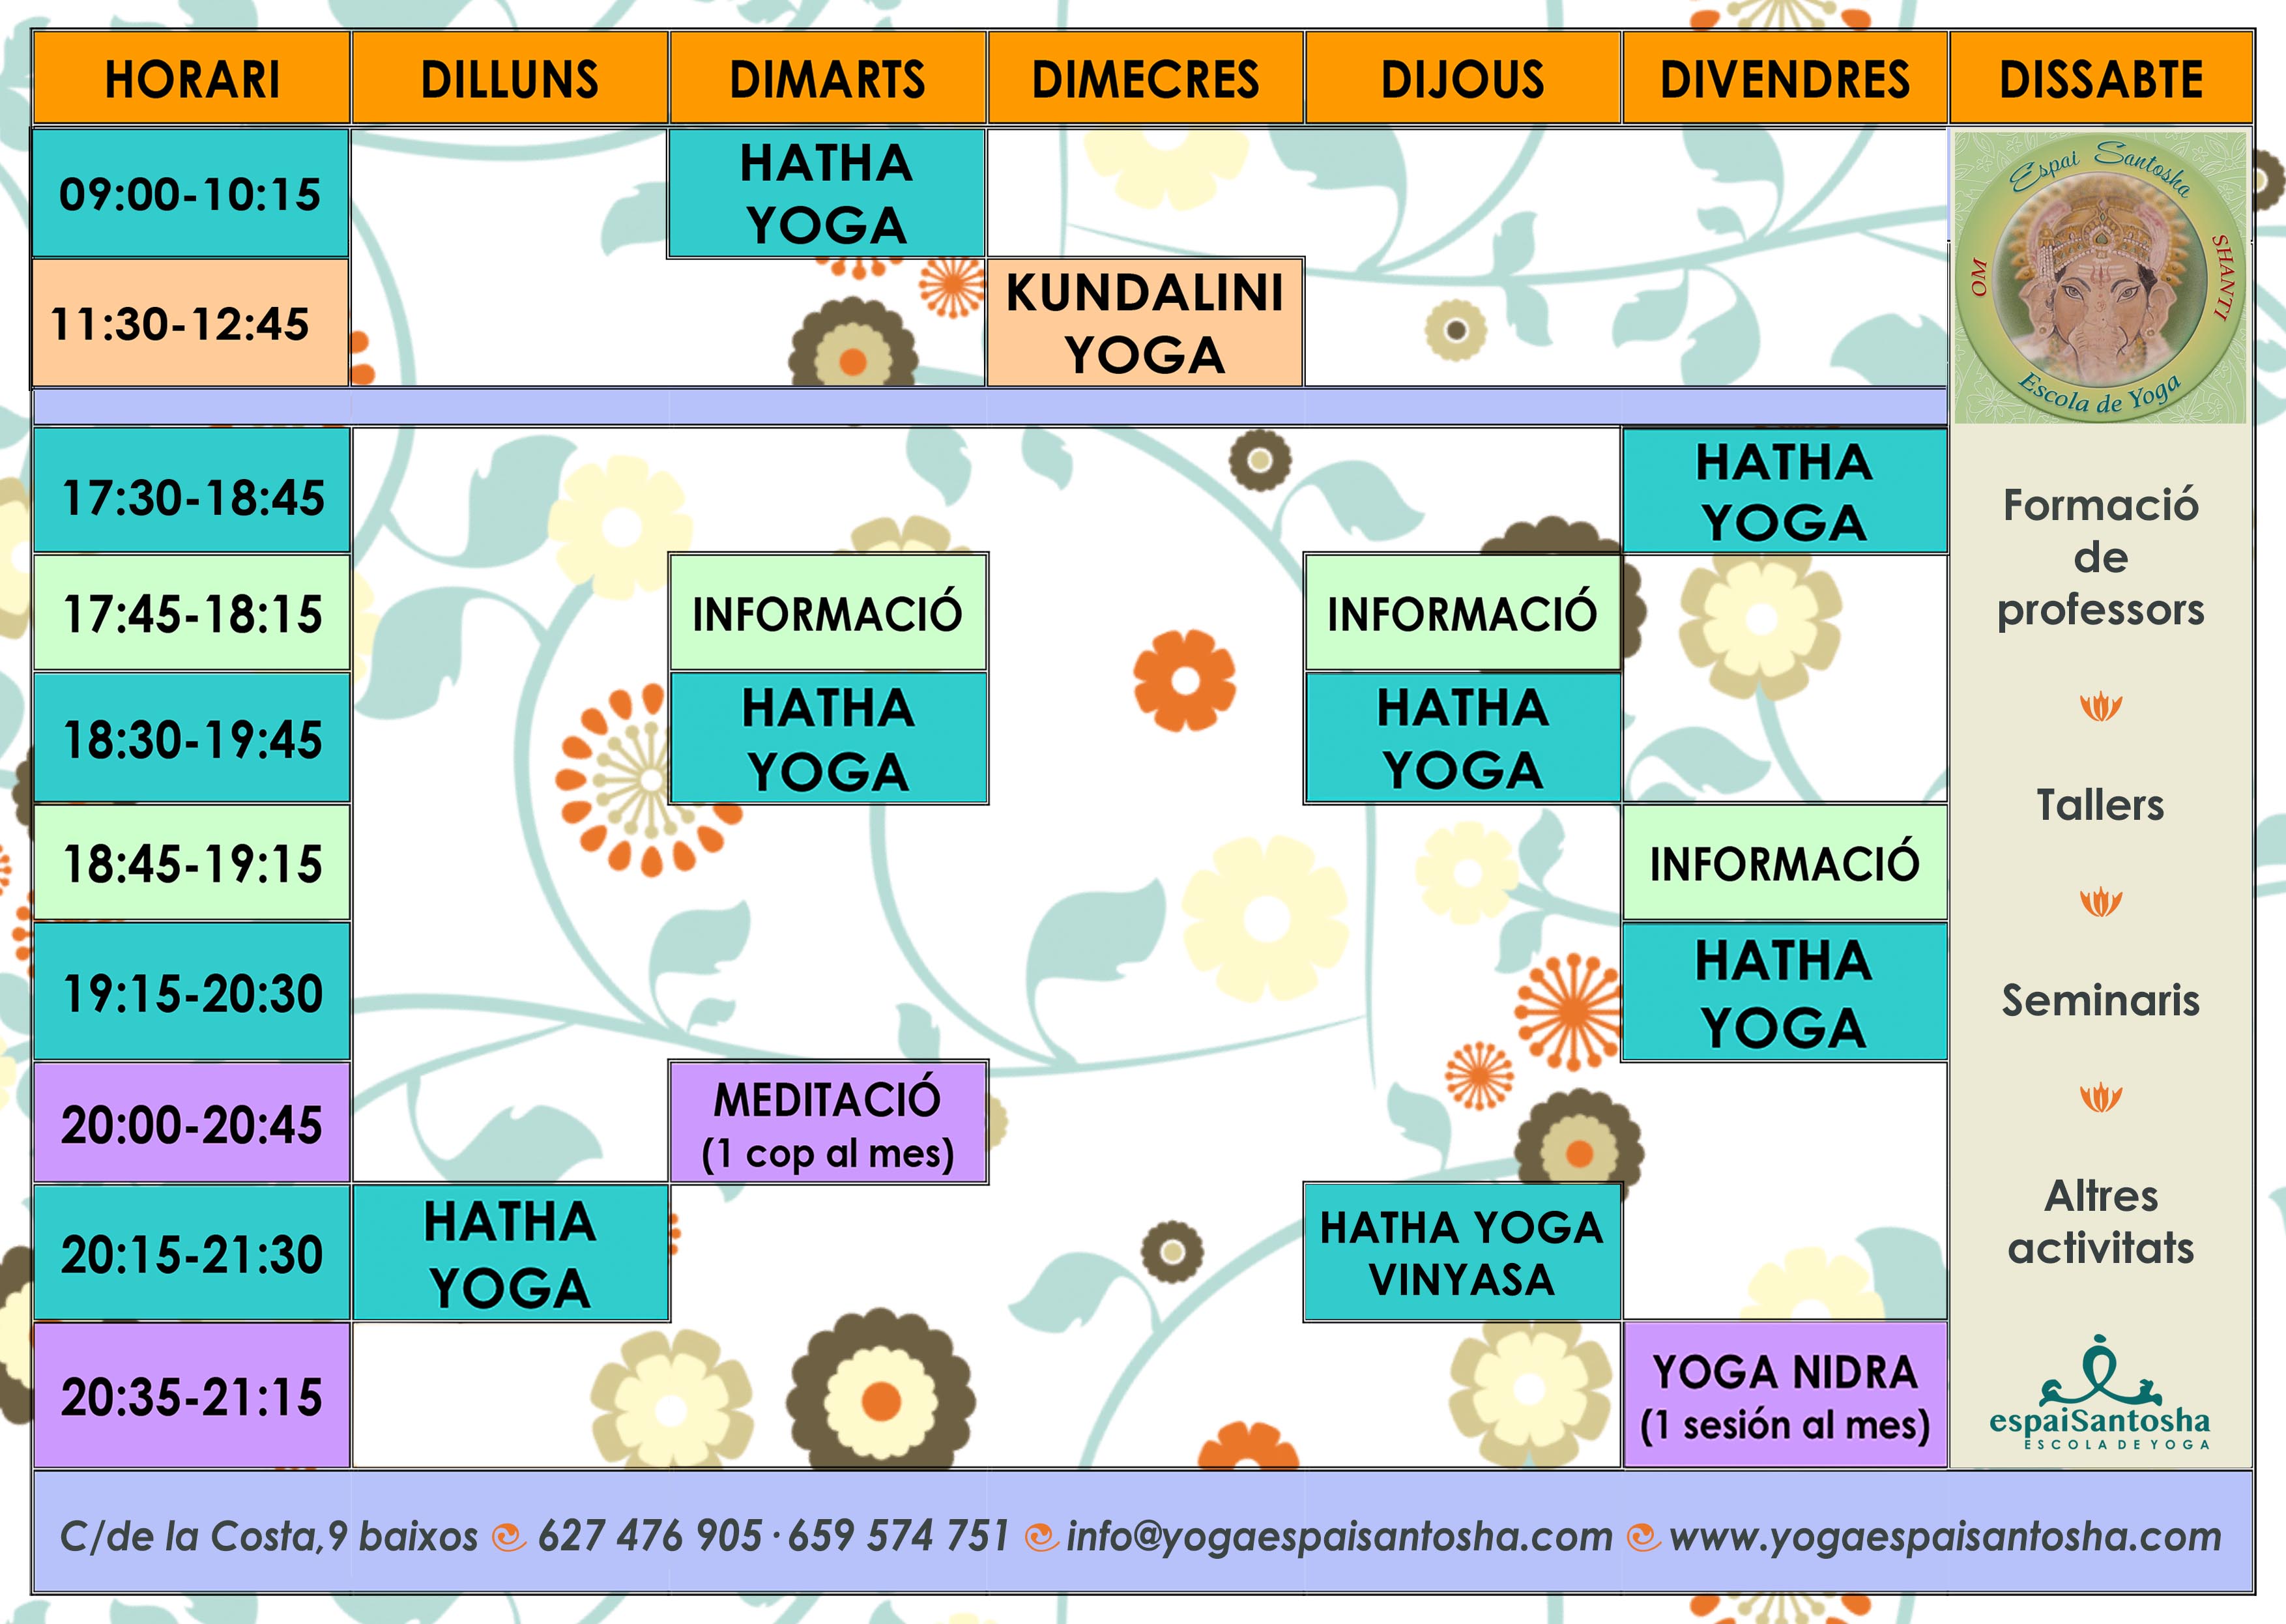 HORARI DILLUNS DIMARTS DIMECRES DIJOUS DIVENDRES DISSABTE
09:00-10:15
HATHA
YOGA
11:30-12:45
KUNDALINI
YOGA
Espai Santosha
OM
SHANTI
Escola de Yoga
17:30-18:45
HATHA
YOGA
17:45-18:15
INFORMACIÓ
INFORMACIÓ
18:30-19:45
HATHA
YOGA
HATHA
YOGA
18:45-19:15
INFORMACIÓ
19:15-20:30
HATHA
YOGA
20:00-20:45
MEDITACIÓ
(1 cop al mes)
20:15-21:30
HATHA
YOGA
HATHA YOGA
VINYASA
20:35-21:15
YOGA NIDRA
(1 sesión al mes)
Formació
de
professors
Tallers
Seminaris
Altres
activitats
espaiSantosha
ESCOLA DE YOGA
C/de la Costa,9 baixos 627 476 905 · 659 574 751 info@yogaespaisantosha.com www.yogaespaisantosha.com